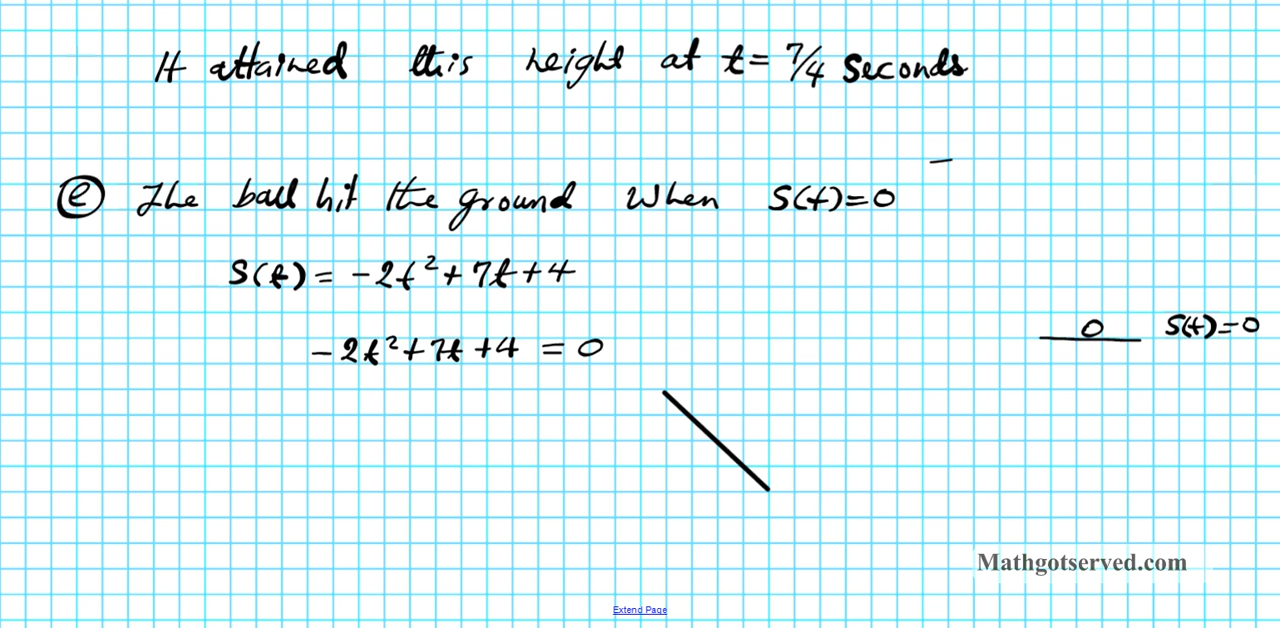 It attained this height at t= 7/4 seconds
(e) The ball hit the ground when S(t)=0
S(t) = -2t²+7t+4
0 S(t)=0
-2t²+7t+4 = 0
Mathgotserved.com
Extend Page